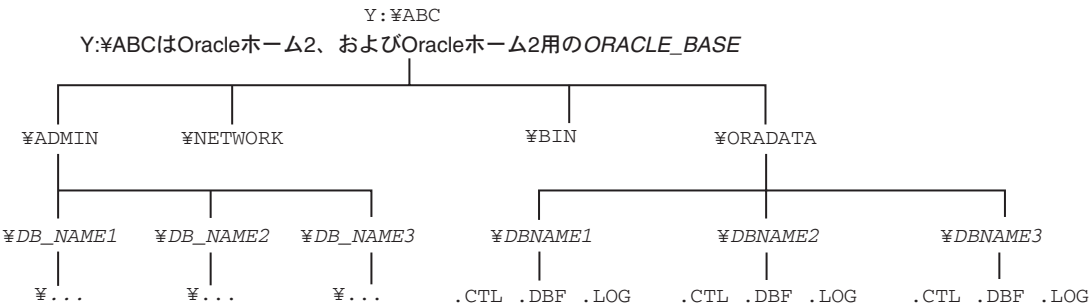 Y:¥ABC
Y:¥ABCはOracleホーム2、およびOracleホーム2用のORACLE_BASE
¥ADMIN ¥NETWORK ¥BIN ¥ORADATA
¥DB_NAME1 ¥DB_NAME2 ¥DB_NAME3 ¥DBNAME1 ¥DBNAME2 ¥DBNAME3
¥... ¥... ¥... .CTL .DBF .LOG .CTL .DBF .LOG .CTL .DBF .LOG